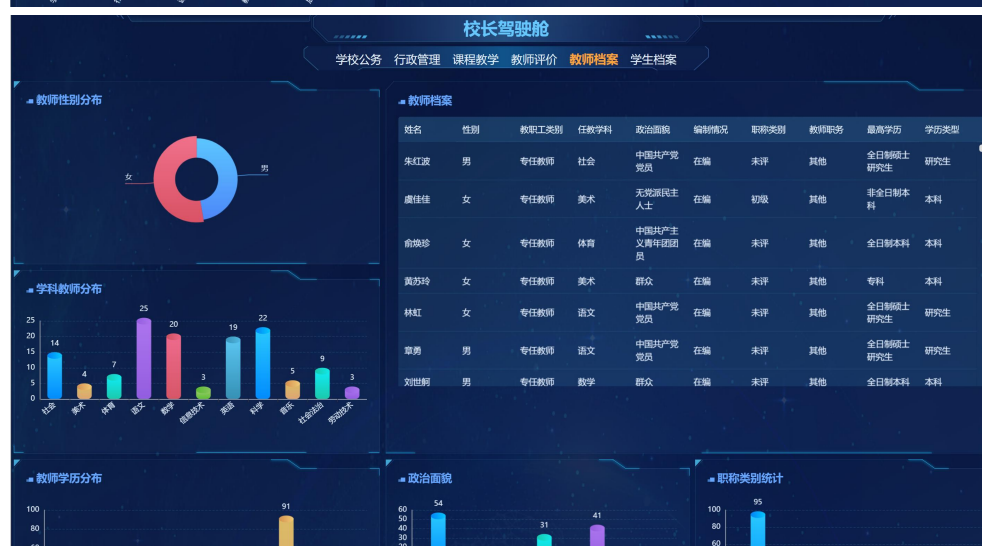 校长驾驶舱
学校公务 行政管理 课程教学 教师评价 教师档案 学生档案
教师性别分布
女
男
教师档案
姓名 性别 教职工类别 任教学科 政治面貌 编制情况 职称类别 教师职务 最高学历 学历类型
朱红波 男 专任教师 社会 中国共产党党员 在编 未评 其他 全日制硕士研究生 研究生
虞佳佳 女 专任教师 美术 无党派民主人士 在编 初级 其他 非全日制本科 本科
俞焕珍 女 专任教师 体育 中国共产主义青年团团员 在编 未评 其他 全日制本科 本科
黄苏玲 女 专任教师 美术 群众 在编 未评 其他 专科 本科
林虹 女 专任教师 语文 中国共产党党员 在编 未评 其他 全日制硕士研究生 研究生
章勇 男 专任教师 语文 中国共产党党员 在编 未评 其他 全日制硕士研究生 研究生
刘世舸 男 专任教师 数学 群众 在编 未评 其他 全日制本科 本科
学科教师分布
25
20
15
10
5
0
14 4 7 25 20 3 19 22 5 9 3
社会 美术 体育 语文 数学 信息技术 英语 科学 音乐 社会法治 劳动技术
教师学历分布
100
80
60
91
政治面貌
60
50
40
30
20
54 31 41
职称类别统计
100
80
60
95